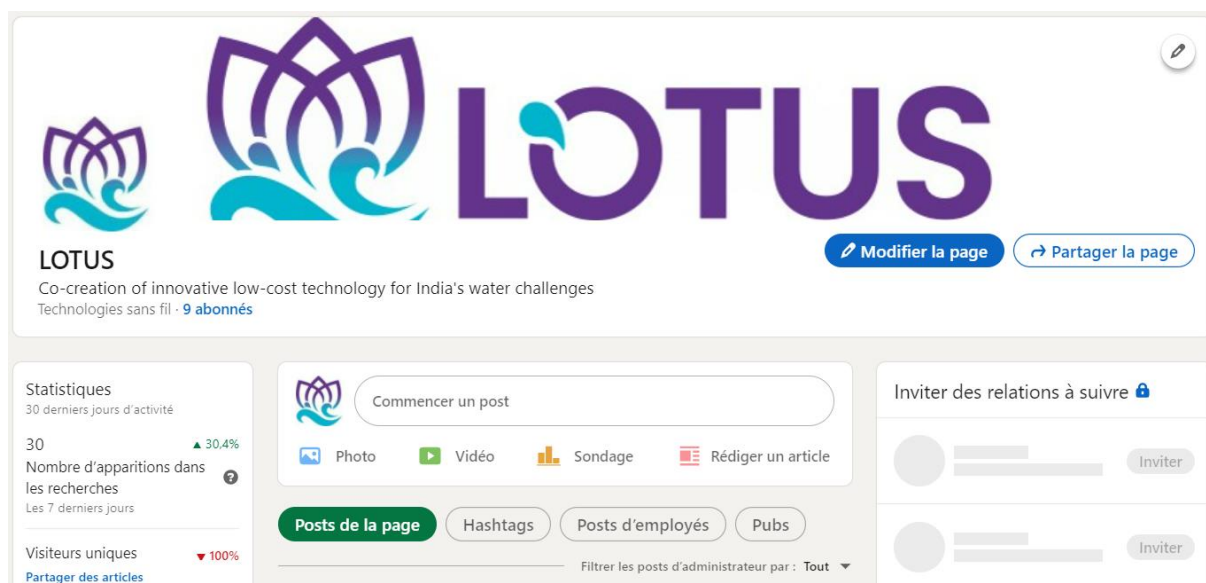 LOTUS
LOTUS
Modifier la page
Partager la page
Co-creation of innovative low-cost technology for India's water challenges
Technologies sans fil · 9 abonnés
Statistiques
30 derniers jours d'activité
30 ▲ 30,4%
Nombre d'apparitions dans
les recherches
Les 7 derniers jours
Visiteurs uniques ▼ 100%
Partager des articles
Commencer un post
Photo Vidéo Sondage Rédiger un article
Posts de la page Hashtags Posts d'employés Pubs
Filtrer les posts d'administrateur par : Tout
Inviter des relations à suivre
Inviter
Inviter